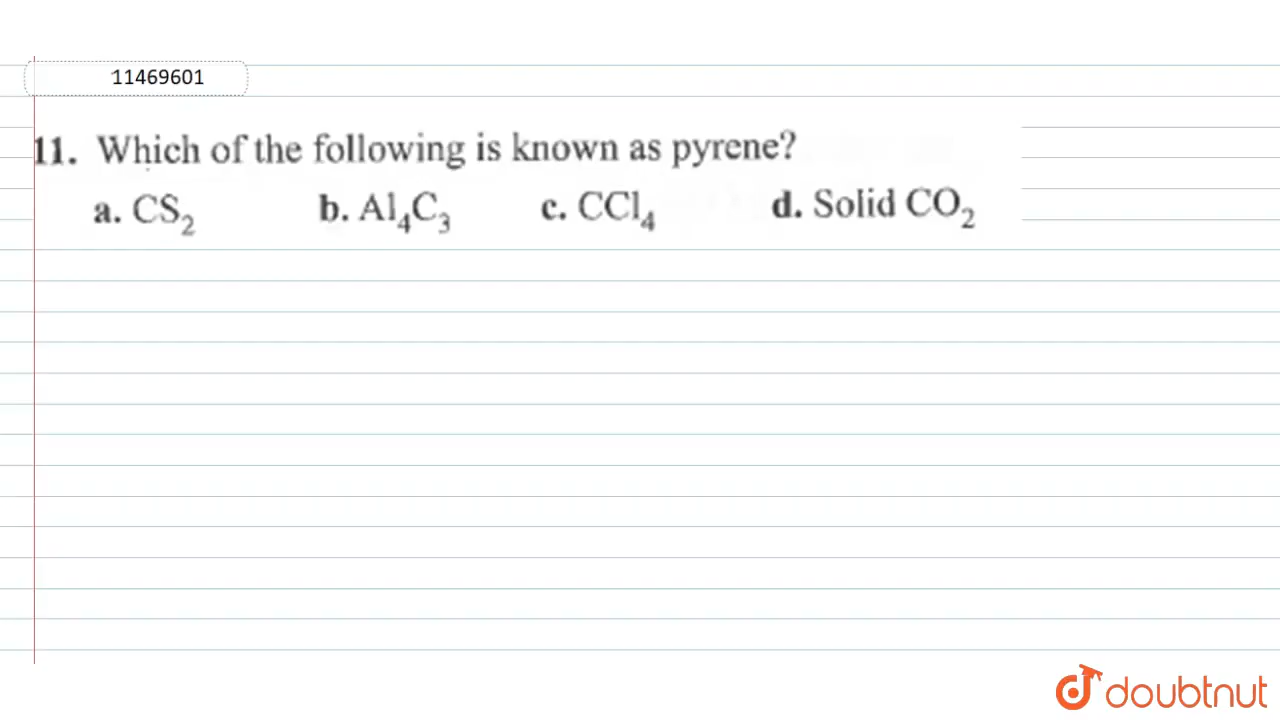 11469601
11. Which of the following is known as pyrene?
a. CS₂ b. Al₄C₃ c. CCl₄ d. Solid CO₂
doubtnut